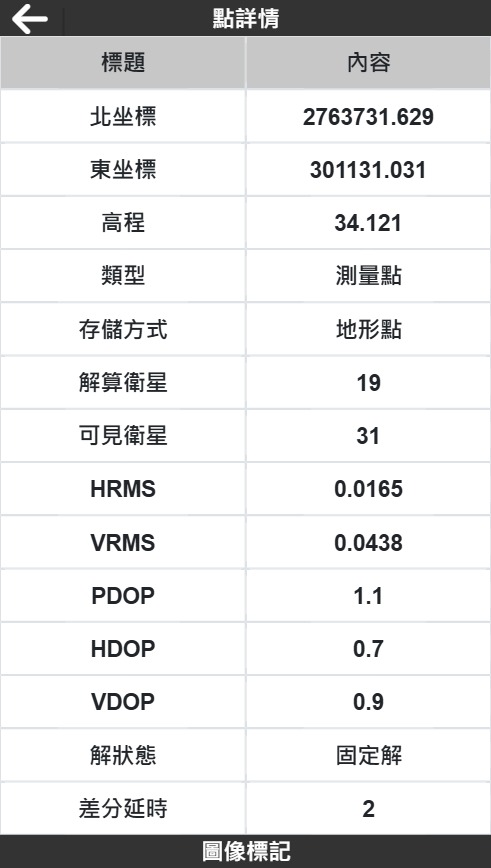 點詳情
標題 內容
北坐標 2763731.629
東坐標 301131.031
高程 34.121
類型 測量點
存儲方式 地形點
解算衛星 19
可見衛星 31
HRMS 0.0165
VRMS 0.0438
PDOP 1.1
HDOP 0.7
VDOP 0.9
解狀態 固定解
差分延時 2
圖像標記